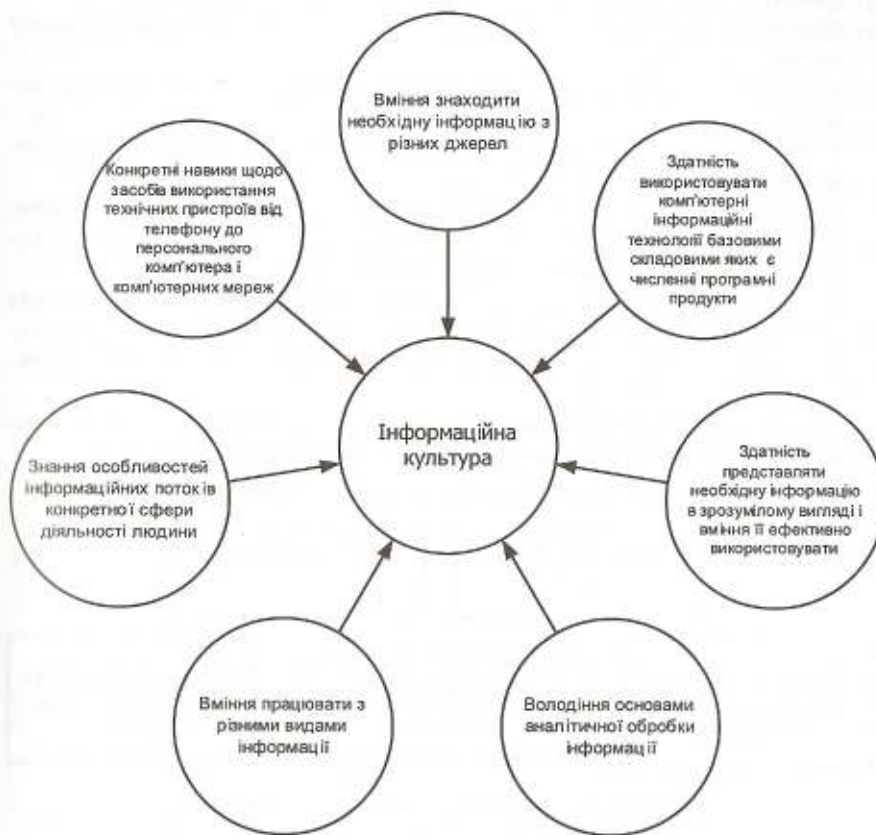 Вміння знаходити
необхідну інформацію з
різних джерел
Конкретні навики щодо
засобів використання
технічних пристроїв від
телефону до
персонального
комп'ютера і
комп'ютерних мереж
Здатність
використовувати
комп'ютерні
інформаційні
технології базовими
складовими яких є
численні програмні
продукти
Інформаційна
культура
Знання особливостей
інформаційних потоків
конкретної сфери
діяльності людини
Здатність
представляти
необхідну інформацію
в зрозумілому вигляді і
вміння її ефективно
використовувати
Вміння працювати з
різними видами
інформації
Володіння основами
аналітичної обробки
інформації